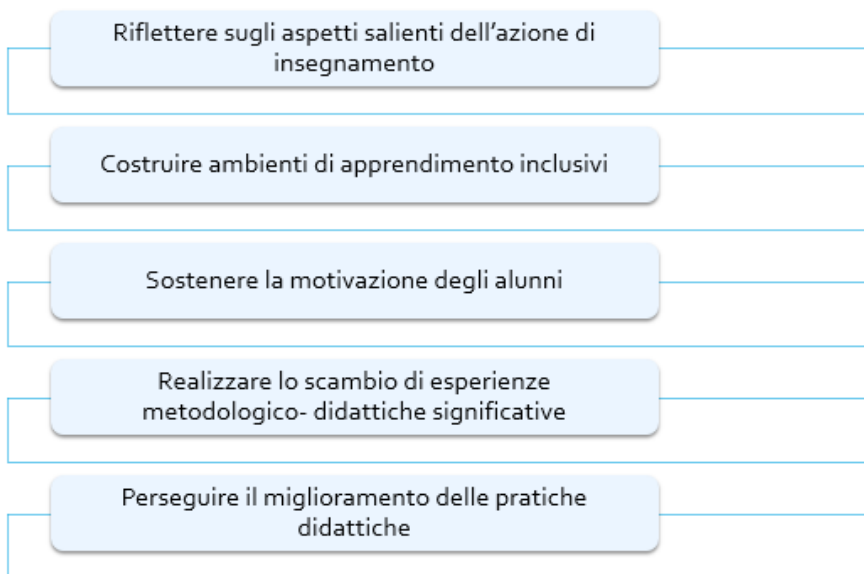 Riflettere sugli aspetti salienti dell’azione di
insegnamento
Costruire ambienti di apprendimento inclusivi
Sostenere la motivazione degli alunni
Realizzare lo scambio di esperienze
metodologico- didattiche significative
Perseguire il miglioramento delle pratiche
didattiche